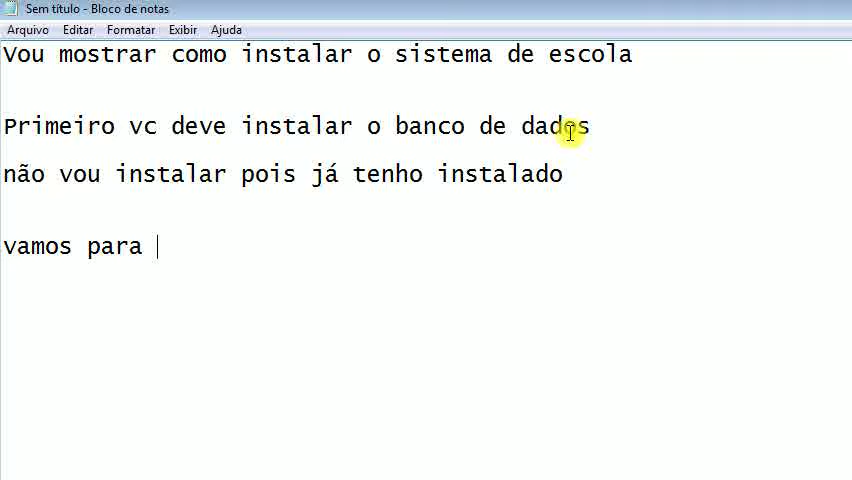 Sem título - Bloco de notas
Arquivo Editar Formatar Exibir Ajuda
Vou mostrar como instalar o sistema de escola
Primeiro vc deve instalar o banco de dados
não vou instalar pois já tenho instalado
vamos para